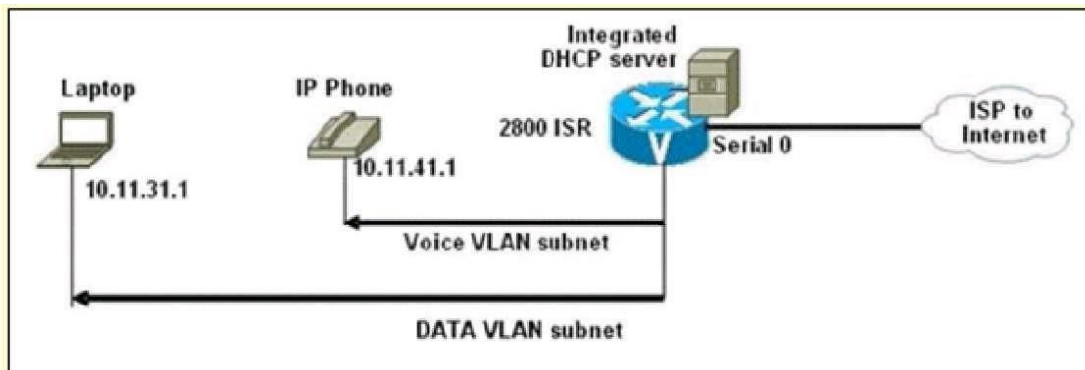 Integrated
DHCP server
Laptop
IP Phone
2800 ISR
ISP to
Internet
Serial 0
10.11.31.1
10.11.41.1
Voice VLAN subnet
DATA VLAN subnet